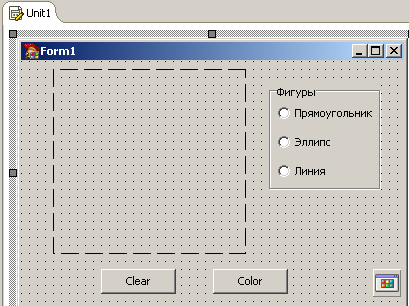 Unit1
Form1
Фигуры
Прямоугольник
Эллипс
Линия
Clear
Color